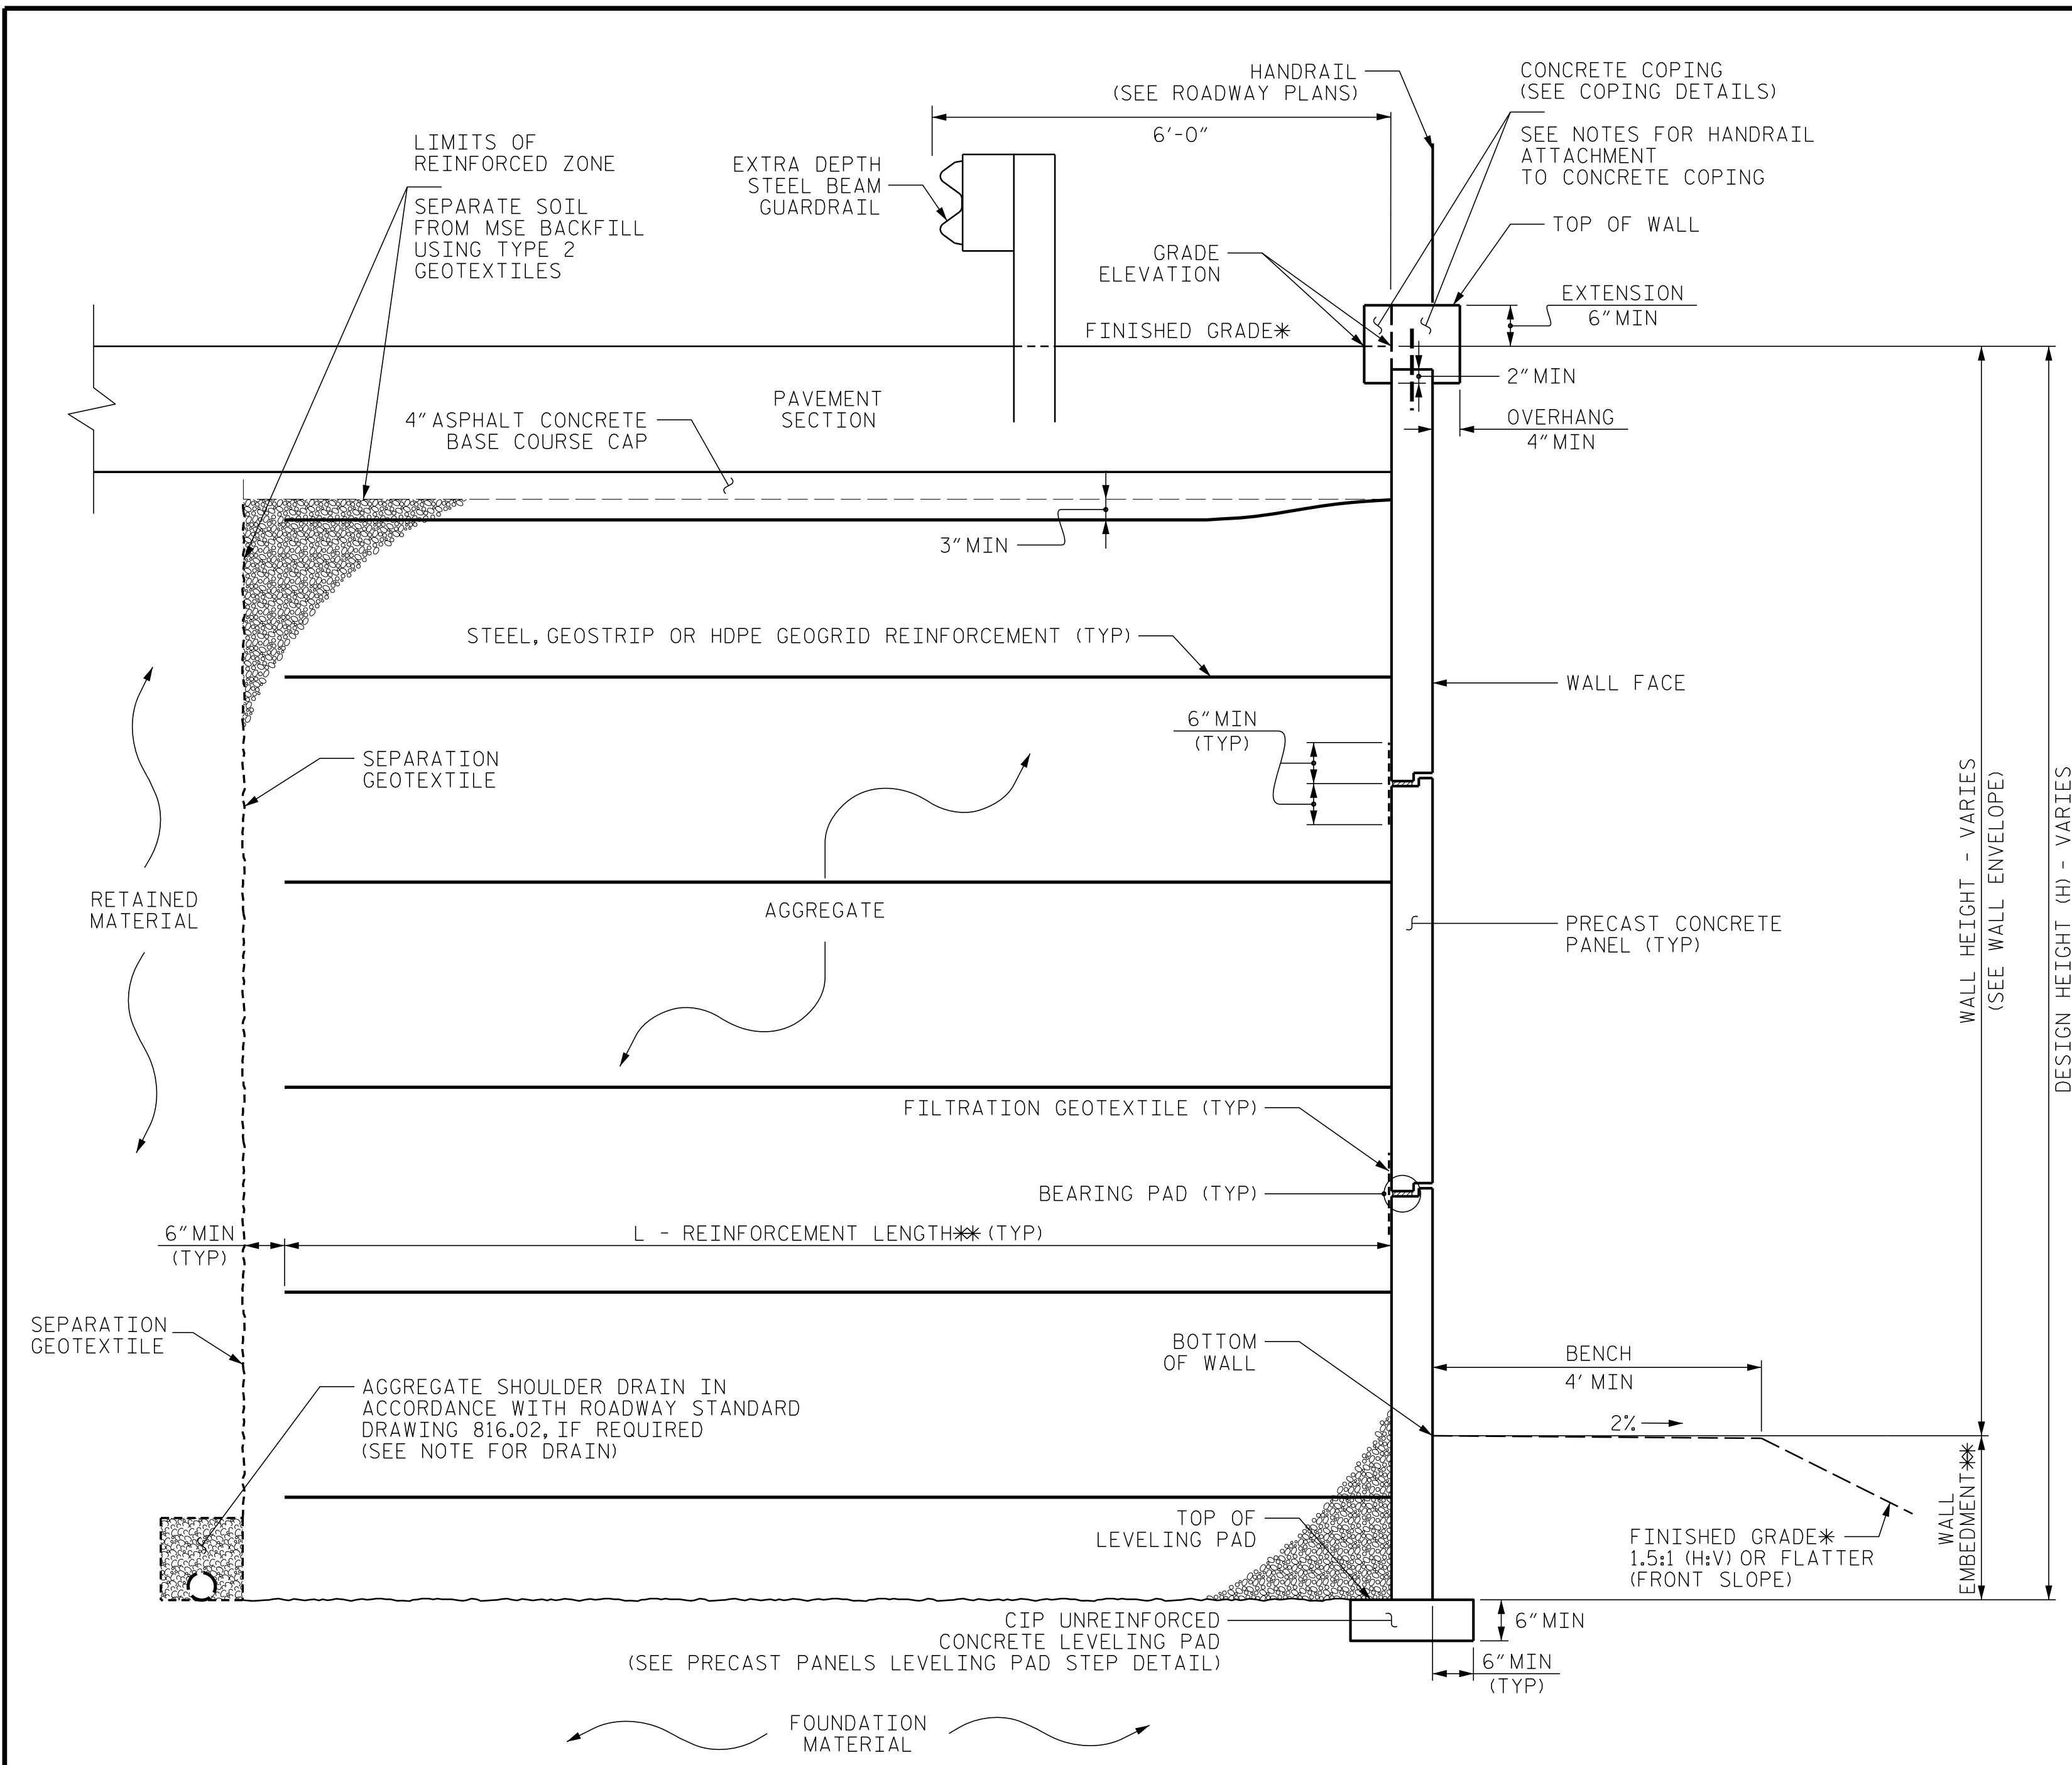 HANDRAIL
(SEE ROADWAY PLANS)
6'-0"
CONCRETE COPING
(SEE COPING DETAILS)
SEE NOTES FOR HANDRAIL
ATTACHMENT
TO CONCRETE COPING
LIMITS OF
REINFORCED ZONE
SEPARATE SOIL
FROM MSE BACKFILL
USING TYPE 2
GEOTEXTILES
EXTRA DEPTH
STEEL BEAM
GUARDRAIL
TOP OF WALL
GRADE
ELEVATION
EXTENSION
6" MIN
FINISHED GRADE*
2" MIN
PAVEMENT
SECTION
4" ASPHALT CONCRETE
BASE COURSE CAP
OVERHANG
4" MIN
3" MIN
STEEL, GEOSTRIP OR HDPE GEOGRID REINFORCEMENT (TYP)
WALL FACE
6" MIN
(TYP)
SEPARATION
GEOTEXTILE
RETAINED
MATERIAL
AGGREGATE
PRECAST CONCRETE
PANEL (TYP)
WALL HEIGHT - VARIES
(SEE WALL ENVELOPE)
DESIGN HEIGHT (H) - VARIES
FILTRATION GEOTEXTILE (TYP)
BEARING PAD (TYP)
6" MIN
(TYP)
L - REINFORCEMENT LENGTH** (TYP)
SEPARATION
GEOTEXTILE
BOTTOM
OF WALL
BENCH
4' MIN
2%
AGGREGATE SHOULDER DRAIN IN
ACCORDANCE WITH ROADWAY STANDARD
DRAWING 816.02, IF REQUIRED
(SEE NOTE FOR DRAIN)
WALL
EMBEDMENT**
TOP OF
LEVELING PAD
FINISHED GRADE*
1.5:1 (H:V) OR FLATTER
(FRONT SLOPE)
CIP UNREINFORCED
CONCRETE LEVELING PAD
(SEE PRECAST PANELS LEVELING PAD STEP DETAIL)
6" MIN
6" MIN
(TYP)
FOUNDATION
MATERIAL